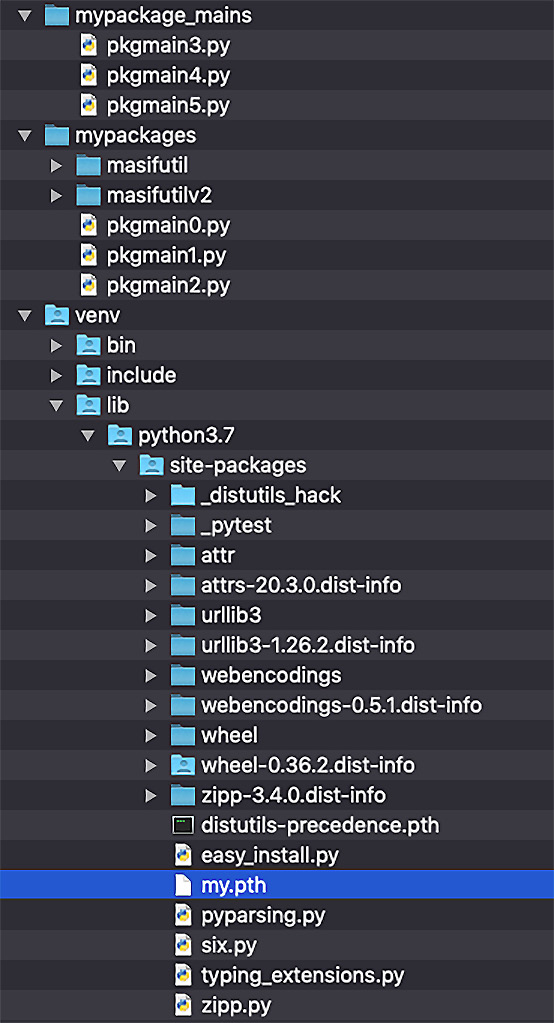 mypackage_mains
pkgmain3.py
pkgmain4.py
pkgmain5.py
mypackages
masifutil
masifutilv2
pkgmain0.py
pkgmain1.py
pkgmain2.py
venv
bin
include
lib
python3.7
site-packages
_distutils_hack
_pytest
attr
attrs-20.3.0.dist-info
urllib3
urllib3-1.26.2.dist-info
webencodings
webencodings-0.5.1.dist-info
wheel
wheel-0.36.2.dist-info
zipp-3.4.0.dist-info
distutils-precedence.pth
easy_install.py
my.pth
pyparsing.py
six.py
typing_extensions.py
zipp.py